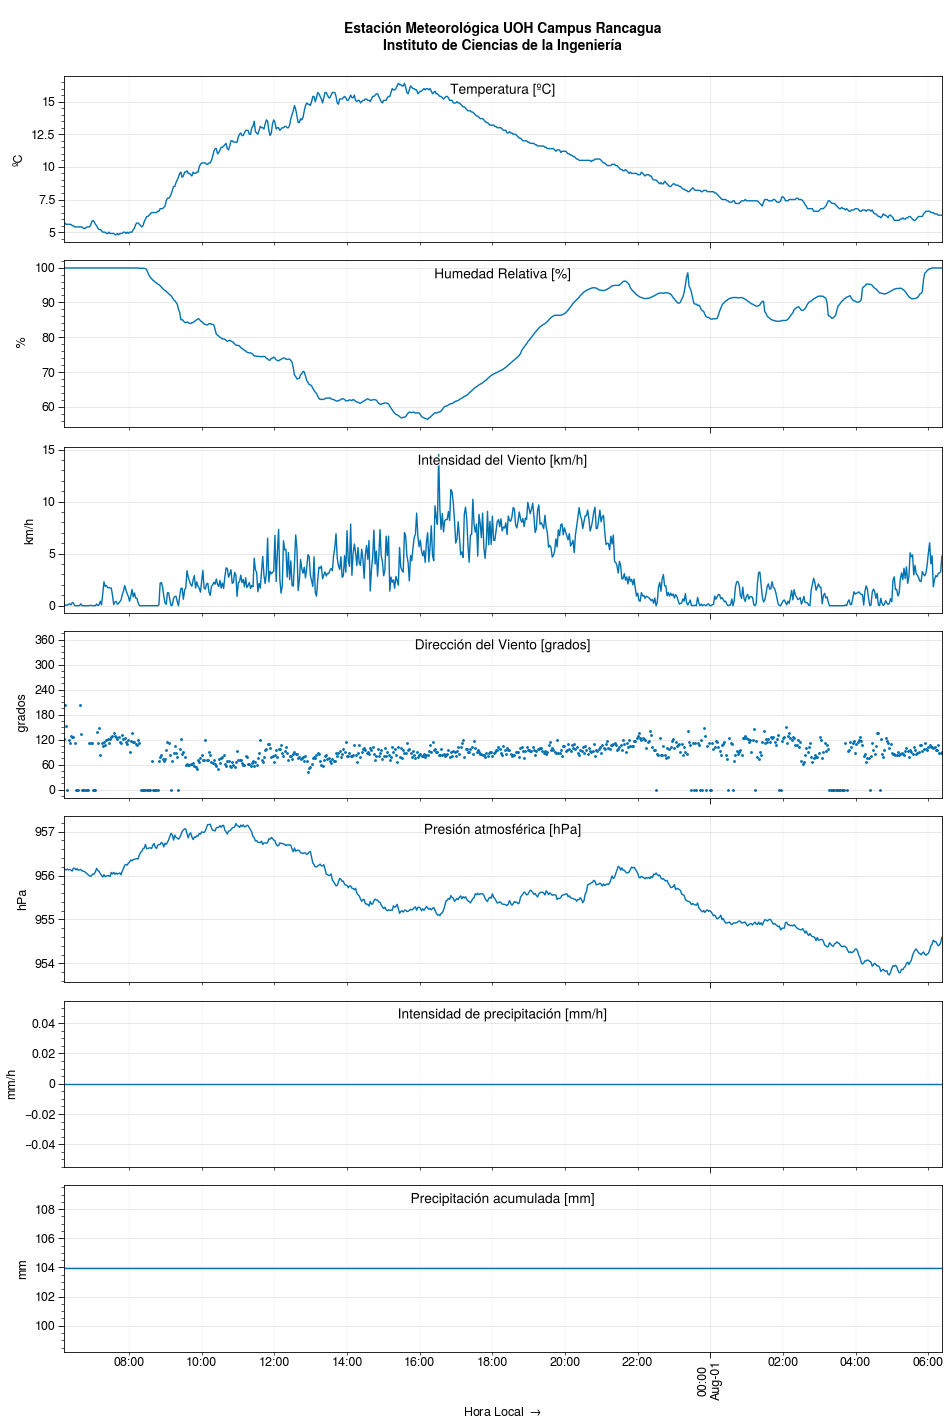 Estación Meteorológica UOH Campus Rancagua
Instituto de Ciencias de la Ingeniería
Temperatura [ºC]
15
12.5
10
7.5
5
ºC
Humedad Relativa [%]
100
90
80
70
60
%
Intensidad del Viento [km/h]
15
10
5
0
km/h
Dirección del Viento [grados]
360
300
240
180
120
60
0
grados
Presión atmosférica [hPa]
957
956
955
954
hPa
Intensidad de precipitación [mm/h]
0.04
0.02
0
−0.02
−0.04
mm/h
Precipitación acumulada [mm]
108
106
104
102
100
mm
08:00
10:00
12:00
14:00
16:00
18:00
20:00
22:00
00:00
Aug-01
02:00
04:00
06:00
Hora Local →